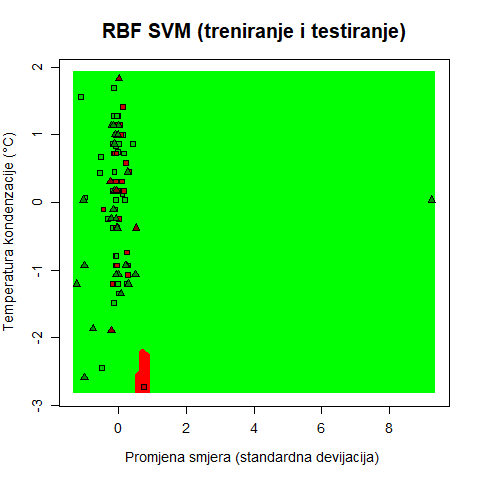 RBF SVM (treniranje i testiranje)
Temperatura kondenzacije (°C)
2
1
0
-1
-2
-3
0 2 4 6 8
Promjena smjera (standardna devijacija)